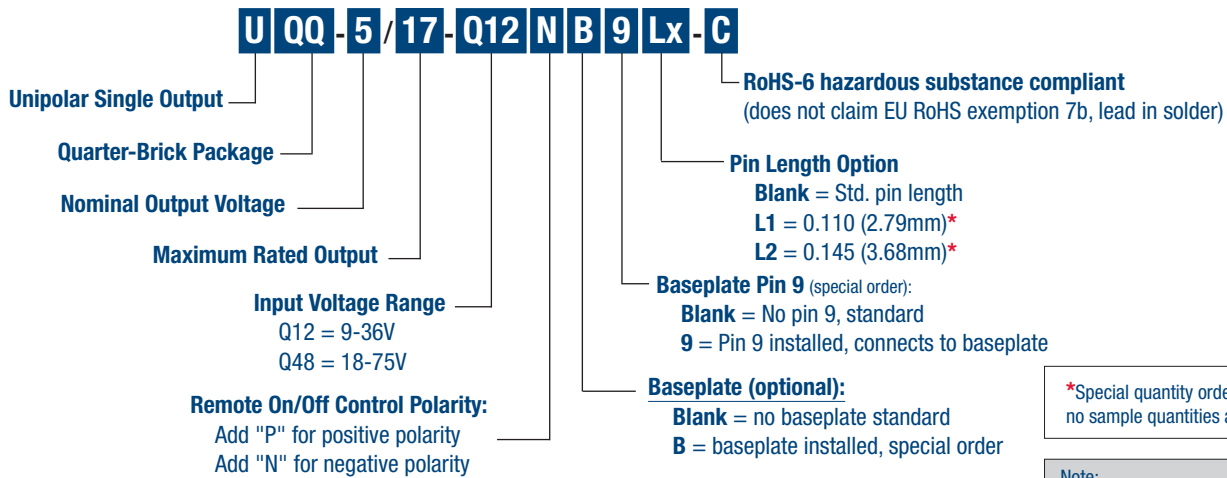 U QQ - 5 / 17 - Q12 N B 9 Lx - C
RoHS-6 hazardous substance compliant
(does not claim EU RoHS exemption 7b, lead in solder)
Unipolar Single Output
Quarter-Brick Package
Nominal Output Voltage
Maximum Rated Output
Input Voltage Range
Q12 = 9-36V
Q48 = 18-75V
Remote On/Off Control Polarity:
Add "P" for positive polarity
Add "N" for negative polarity
Pin Length Option
Blank = Std. pin length
L1 = 0.110 (2.79mm)*
L2 = 0.145 (3.68mm)*
Baseplate Pin 9 (special order):
Blank = No pin 9, standard
9 = Pin 9 installed, connects to baseplate
Baseplate (optional):
Blank = no baseplate standard
B = baseplate installed, special order
*Special quantity
no sample quantities
Note: